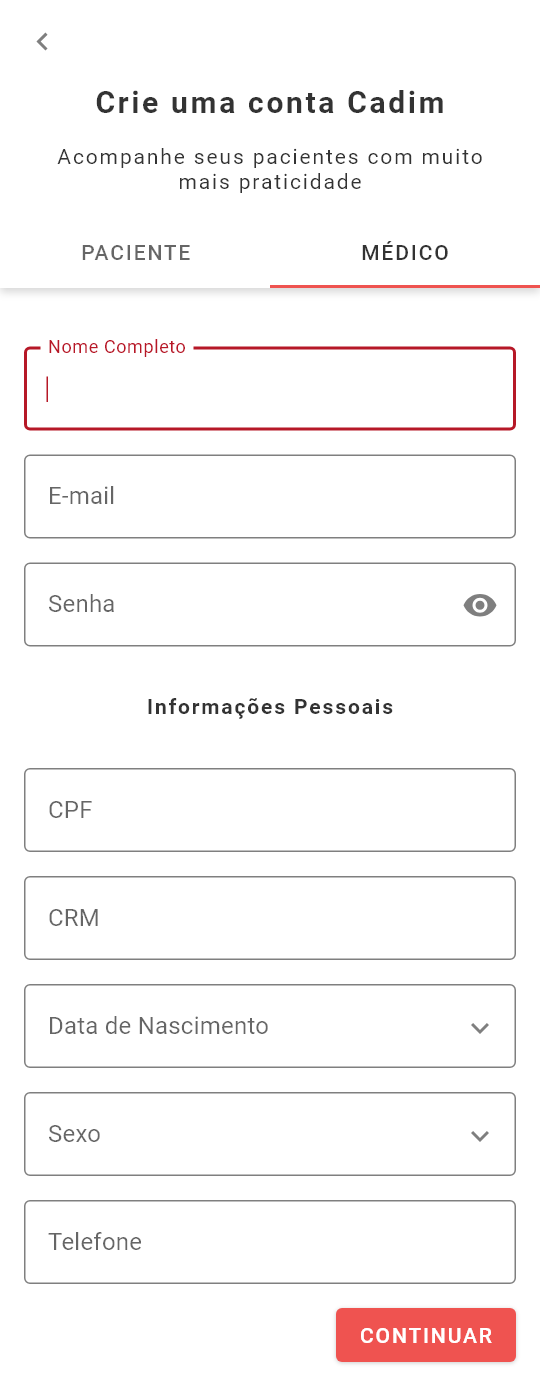 Crie uma conta Cadim
Acompanhe seus pacientes com muito
mais praticidade
PACIENTE
MÉDICO
Nome Completo
E-mail
Senha
Informações Pessoais
CPF
CRM
Data de Nascimento
Sexo
Telefone
CONTINUAR